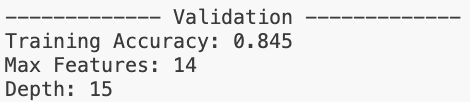 ------------- Validation -------------
Training Accuracy: 0.845
Max Features: 14
Depth: 15